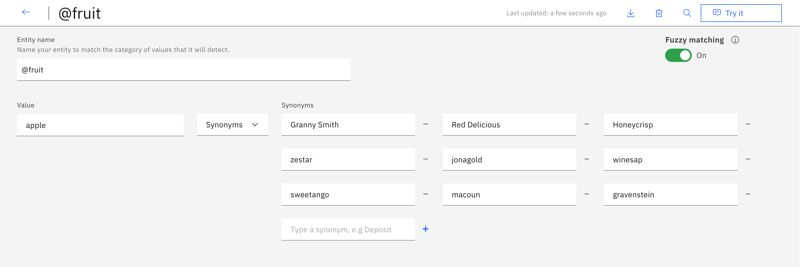 @fruit
Last updated: a few seconds ago
Try it
Entity name
Name your entity to match the category of values that it will detect.
@fruit
Fuzzy matching
On
Value
Synonyms
apple
Synonyms
Granny Smith
Red Delicious
Honeycrisp
zestar
jonagold
winesap
sweetango
macoun
gravenstein
Type a synonym, e.g Deposit